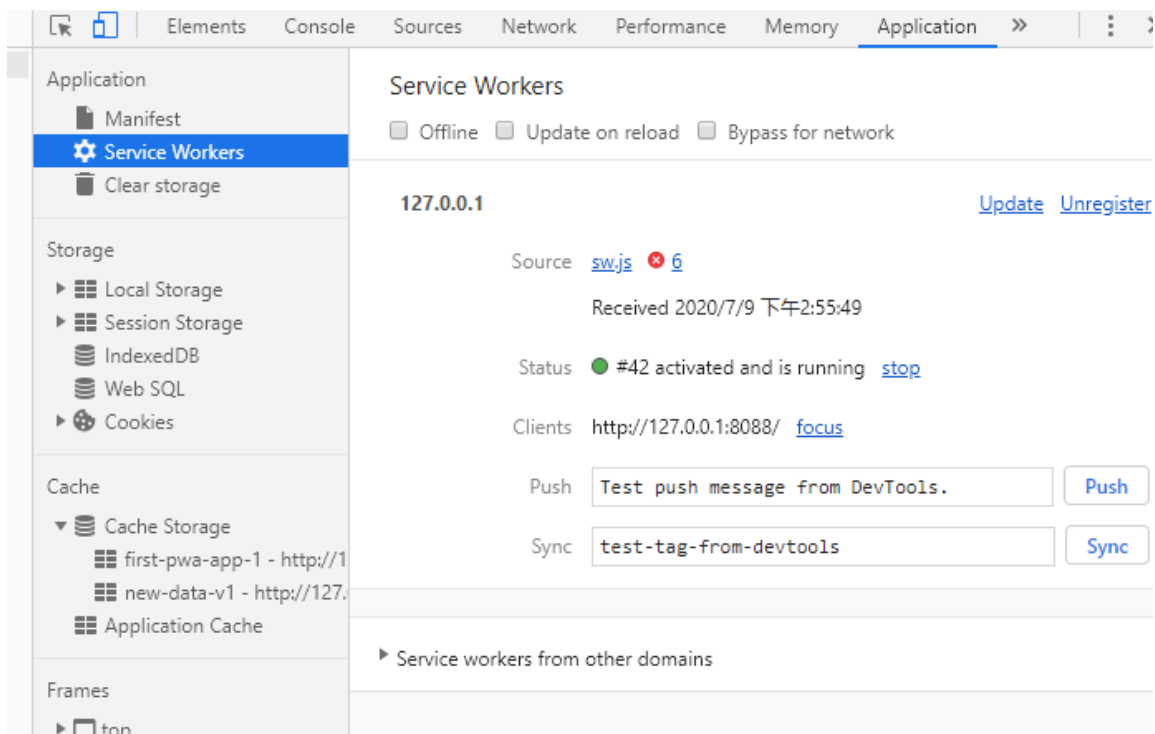 Elements Console Sources Network Performance Memory Application »
Application
Manifest
Service Workers
Clear storage
Storage
Local Storage
Session Storage
IndexedDB
Web SQL
Cookies
Cache
Cache Storage
first-pwa-app-1 - http://1
new-data-v1 - http://127.
Application Cache
Frames
top
Service Workers
Offline Update on reload Bypass for network
127.0.0.1 Update Unregister
Source sw.js 6
Received 2020/7/9 下午2:55:49
Status #42 activated and is running stop
Clients http://127.0.0.1:8088/ focus
Push Test push message from DevTools. Push
Sync test-tag-from-devtools Sync
Service workers from other domains